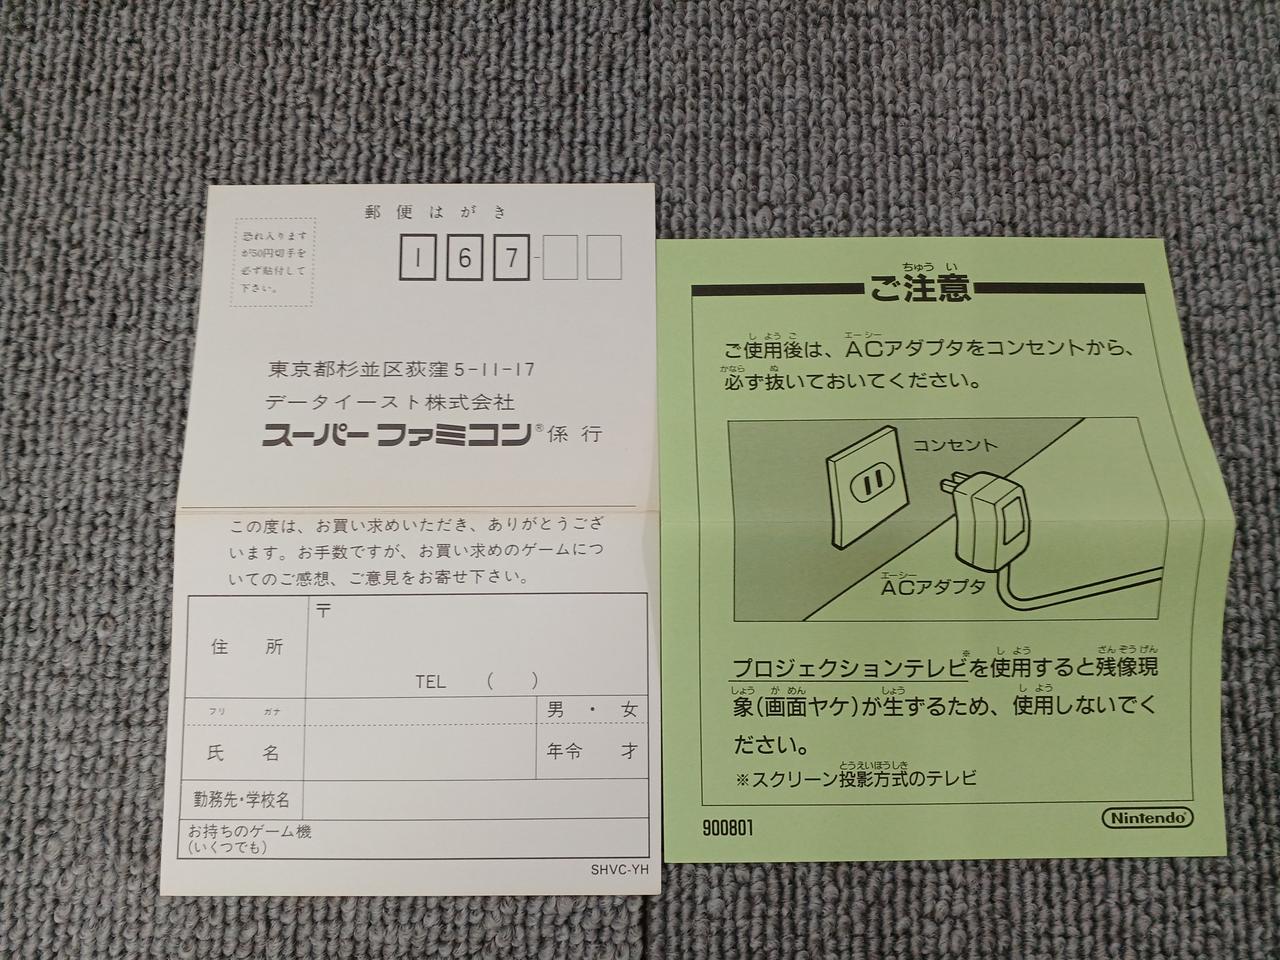 郵便はがき
恐れ入ります
が50円切手を
必ず貼付して
下さい。
167-
東京都杉並区荻窪5-11-17
データイースト株式会社
スーパーファミコン®係 行
この度は、お買い求めいただき、ありがとうござ
います。お手数ですが、お買い求めのゲームにつ
いてのご感想、ご意見をお寄せ下さい。
住 所
〒
TEL ( )
フリ ガナ
男・女
氏 名
年令 才
勤務先・学校名
お持ちのゲーム機
(いくつでも)
SHVC-YH
ちゅう い
ご注意
し よう ご エーシー
ご使用後は、ACアダプタをコンセントから、
かなら ぬ
必ず抜いておいてください。
コンセント
エーシー
ACアダプタ
※ し よう ざん ぞう げん
プロジェクションテレビを使用すると残像現
しょう が めん しょう し よう
象(画面ヤケ)が生ずるため、使用しないでく
ださい。
とうえいほうしき
※スクリーン投影方式のテレビ
900801
Nintendo®